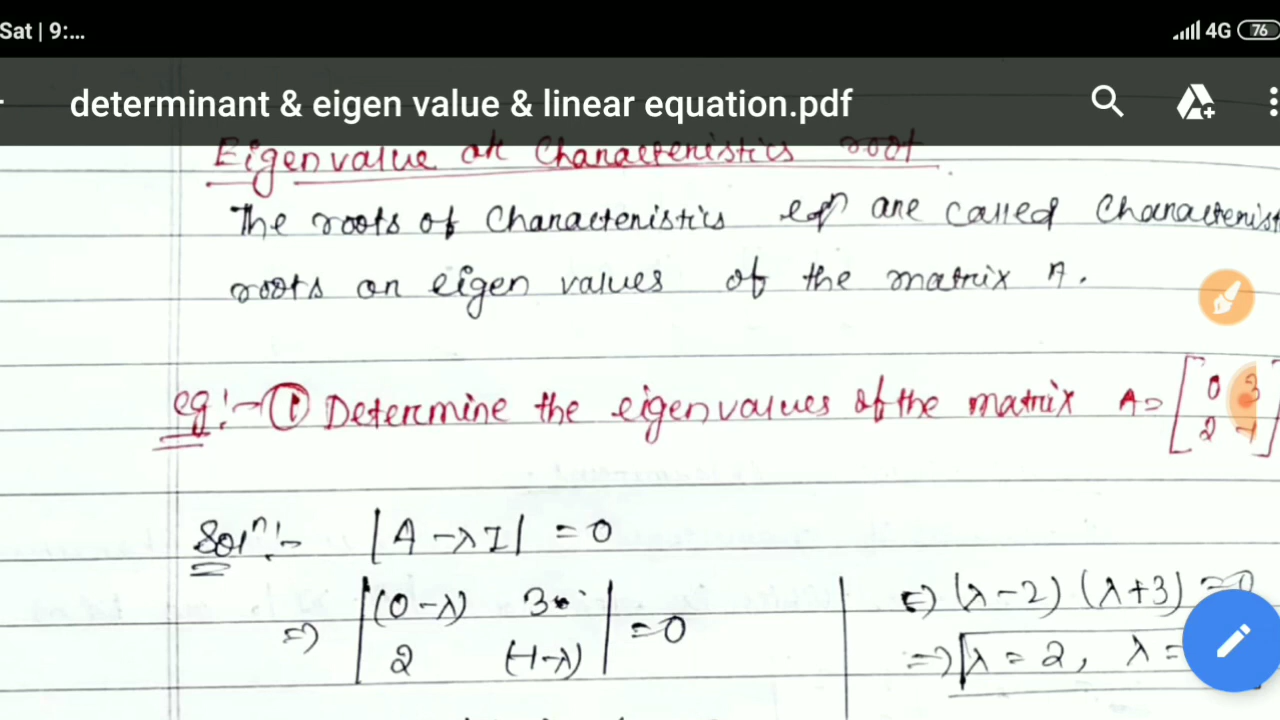 Sat | 9:...
4G 76
determinant & eigen value & linear equation.pdf
Eigenvalue or Characteristics root
The roots of Characteristics eqn are called Characterist
roots or eigen values of the matrix A.
eg:- ① Determine the eigenvalues of the matrix A= [0 3
2 -1]
Soln:- |A - λI| = 0
⇒ |(0-λ) 3
2 (-1-λ)| = 0
⇒ (λ-2) (λ+3) = 0
⇒ λ = 2, λ =